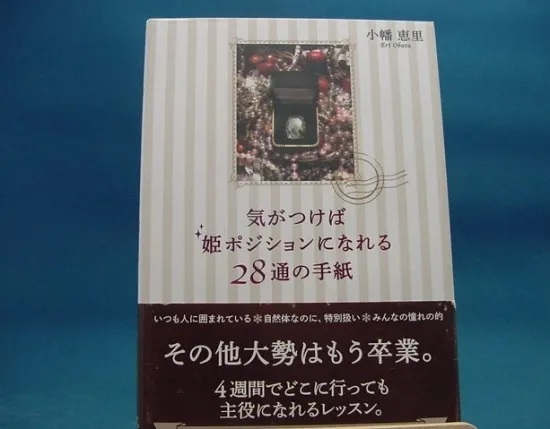 小幡 恵里
Eri Obata
気がつけば
姫ポジションになれる
28通の手紙
いつも人に囲まれている＊自然体なのに、特別扱い＊みんなの憧れの的
その他大勢はもう卒業。
4週間でどこに行っても
主役になれるレッスン。